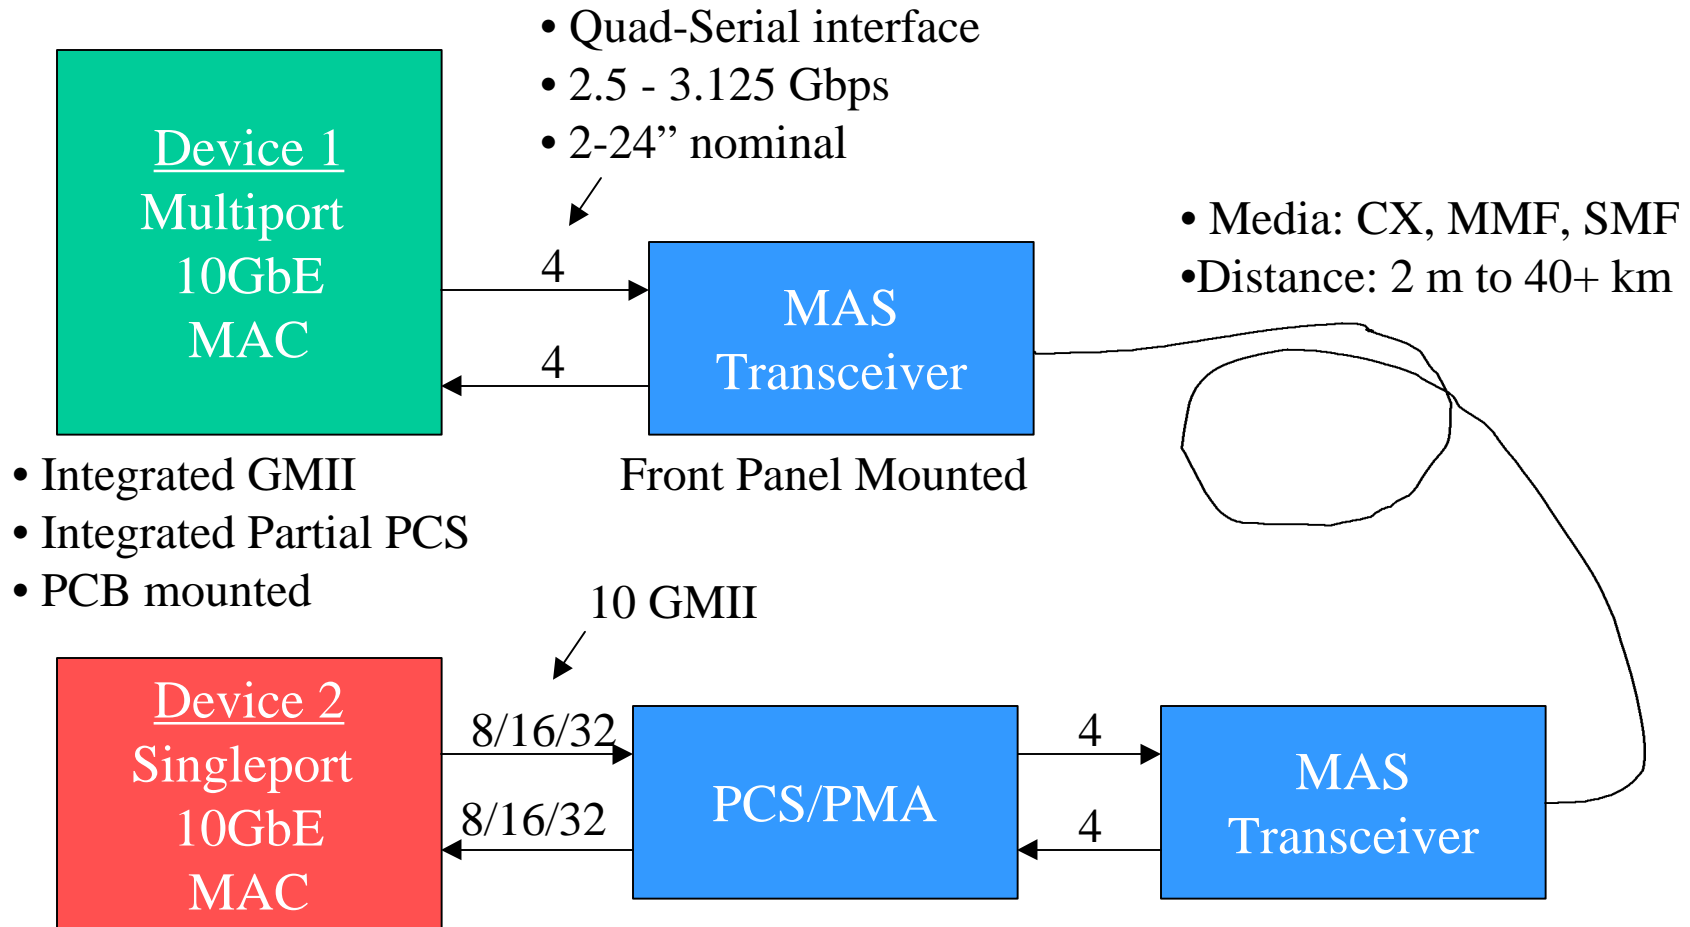 • Quad-Serial interface
• 2.5 - 3.125 Gbps
• 2-24” nominal
Device 1
Multiport
10GbE
MAC
4
4
MAS
Transceiver
• Media: CX, MMF, SMF
•Distance: 2 m to 40+ km
• Integrated GMII
• Integrated Partial PCS
• PCB mounted
Front Panel Mounted
10 GMII
Device 2
Singleport
10GbE
MAC
8/16/32
8/16/32
PCS/PMA
4
4
MAS
Transceiver